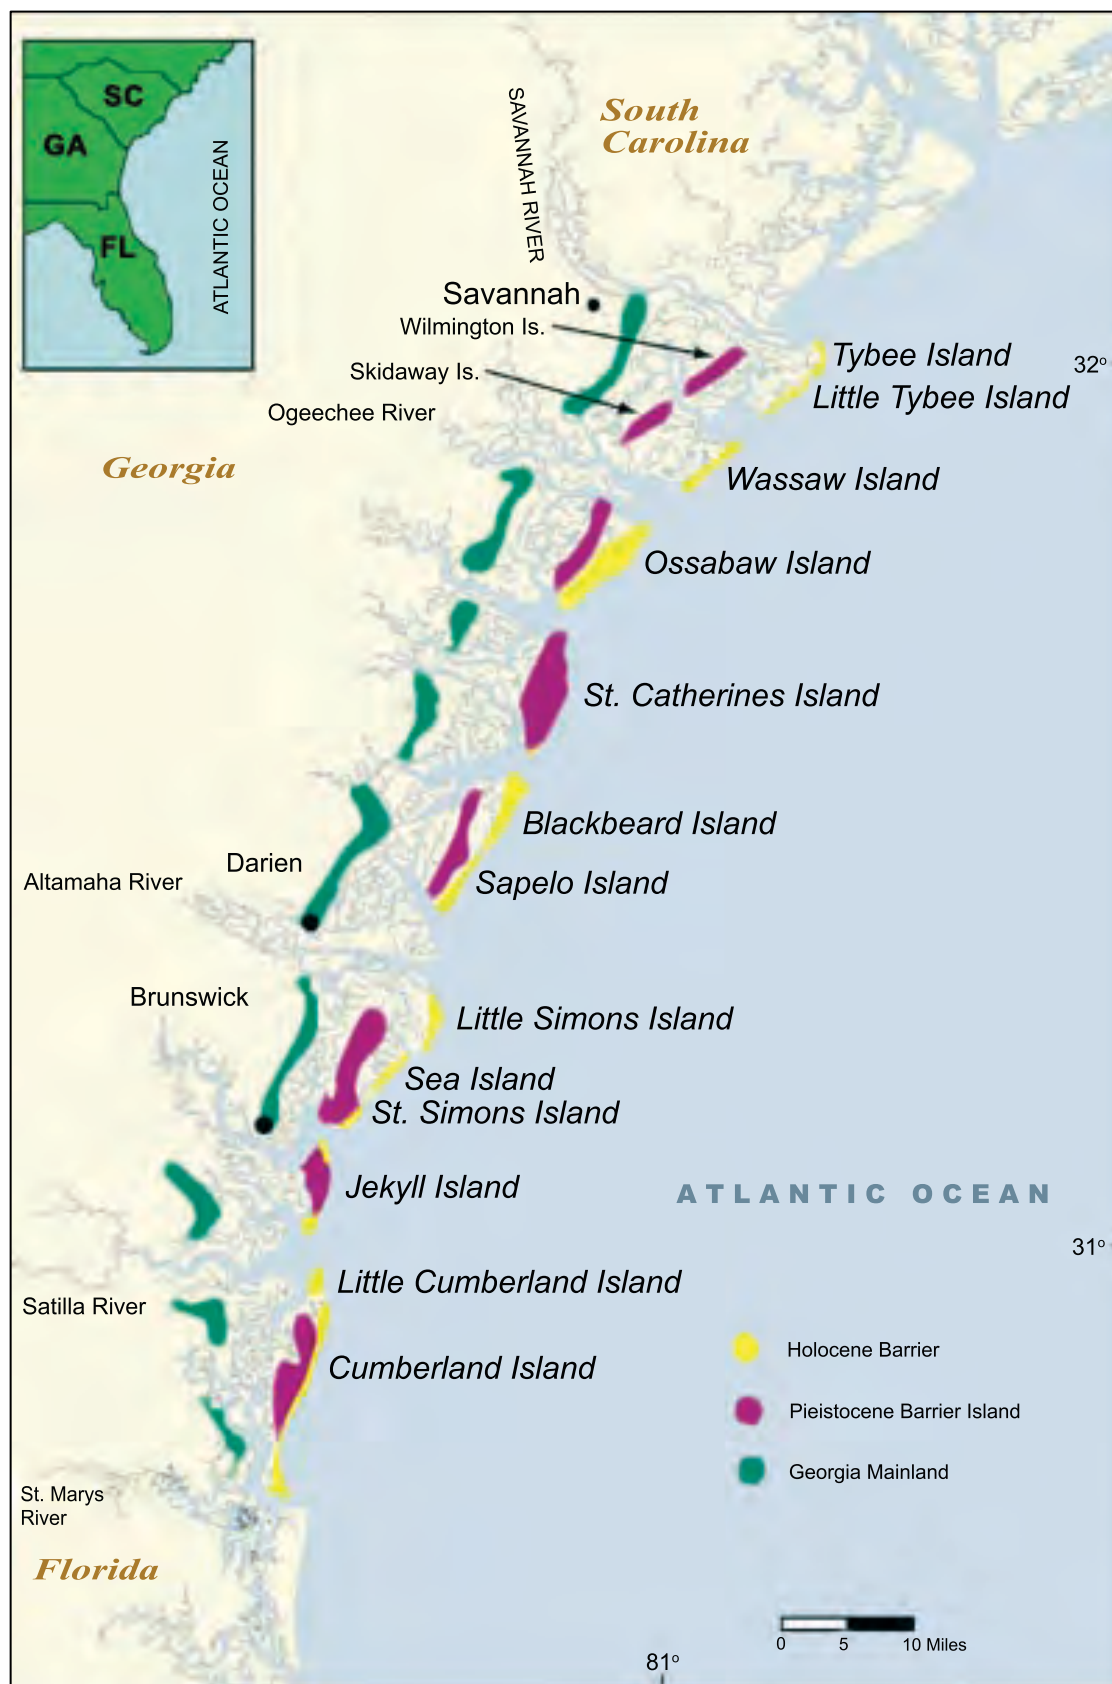 SC
GA
FL
ATLANTIC OCEAN
SAVANNAH RIVER
South
Carolina
Savannah
Wilmington Is.
Skidaway Is.
Ogeechee River
Tybee Island
32°
Little Tybee Island
Georgia
Wassaw Island
Ossabaw Island
St. Catherines Island
Blackbeard Island
Darien
Altamaha River
Sapelo Island
Brunswick
Little Simons Island
Sea Island
St. Simons Island
Jekyll Island
ATLANTIC OCEAN
31°
Little Cumberland Island
Satilla River
Cumberland Island
Holocene Barrier
Pieistocene Barrier Island
Georgia Mainland
St. Marys
River
Florida
0 5 10 Miles
81°